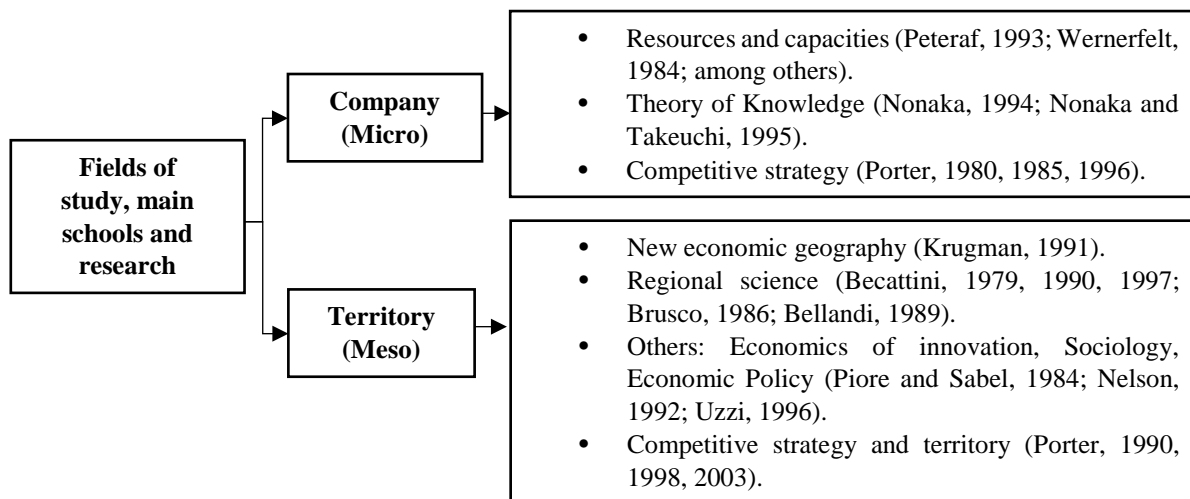 Fields of
study, main
schools and
research
Company
(Micro)
• Resources and capacities (Peteraf, 1993; Wernerfelt,
1984; among others).
• Theory of Knowledge (Nonaka, 1994; Nonaka and
Takeuchi, 1995).
• Competitive strategy (Porter, 1980, 1985, 1996).
Territory
(Meso)
• New economic geography (Krugman, 1991).
• Regional science (Becattini, 1979, 1990, 1997;
Brusco, 1986; Bellandi, 1989).
• Others: Economics of innovation, Sociology,
Economic Policy (Piore and Sabel, 1984; Nelson,
1992; Uzzi, 1996).
• Competitive strategy and territory (Porter, 1990,
1998, 2003).